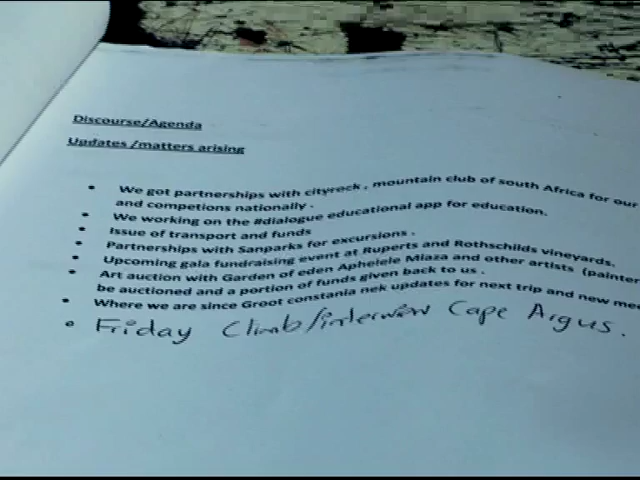 Discourse/Agenda
Updates /matters arising
• We got partnerships with cityrock , mountain club of south Africa for our
and competions nationally .
• We working on the #dialogue educational app for education.
• Issue of transport and funds
• Partnerships with Sanparks for excursions .
• Upcoming gala fundraising event at Ruperts and Rothschilds vineyards.
• Art auction with Garden of eden Aphelele Mlaza and other artists (painter
be auctioned and a portion of funds given back to us .
• Where we are since Groot constania nek updates for next trip and new me
• Friday Climb/interview Cape Argus.